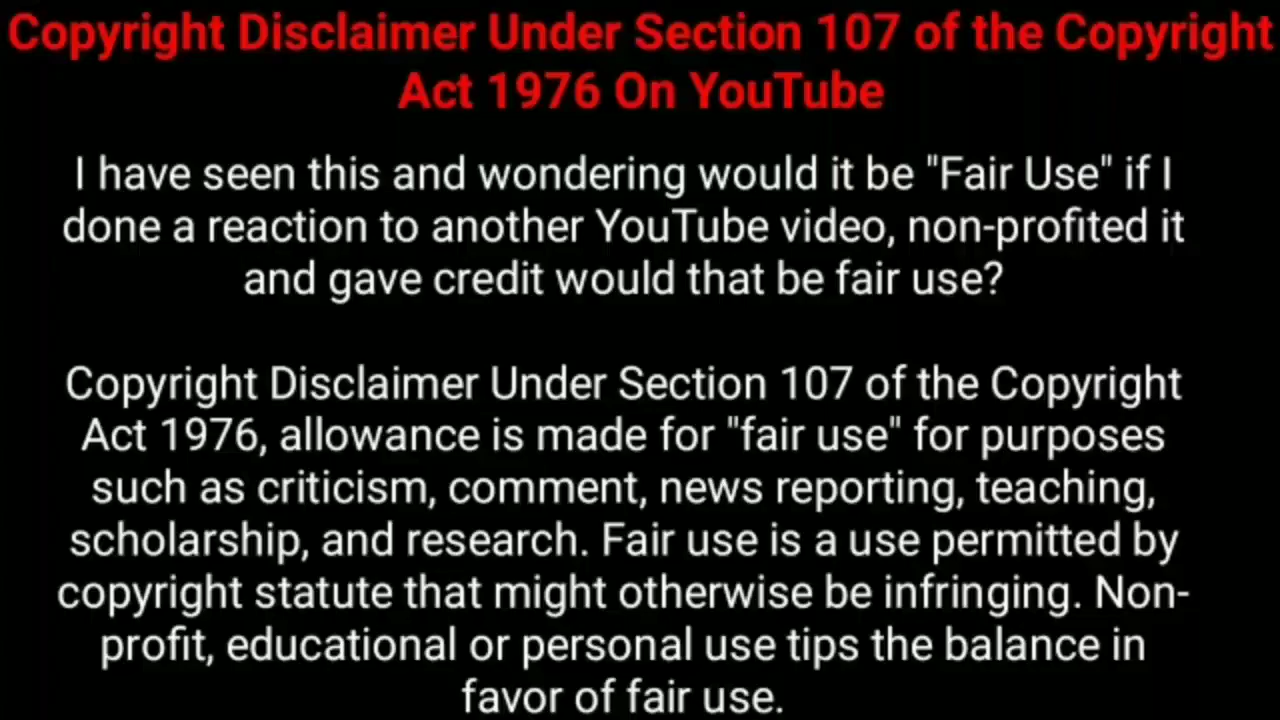 Copyright Disclaimer Under Section 107 of the Copyright
Act 1976 On YouTube
I have seen this and wondering would it be "Fair Use" if I
done a reaction to another YouTube video, non-profited it
and gave credit would that be fair use?
Copyright Disclaimer Under Section 107 of the Copyright
Act 1976, allowance is made for "fair use" for purposes
such as criticism, comment, news reporting, teaching,
scholarship, and research. Fair use is a use permitted by
copyright statute that might otherwise be infringing. Non-
profit, educational or personal use tips the balance in
favor of fair use.